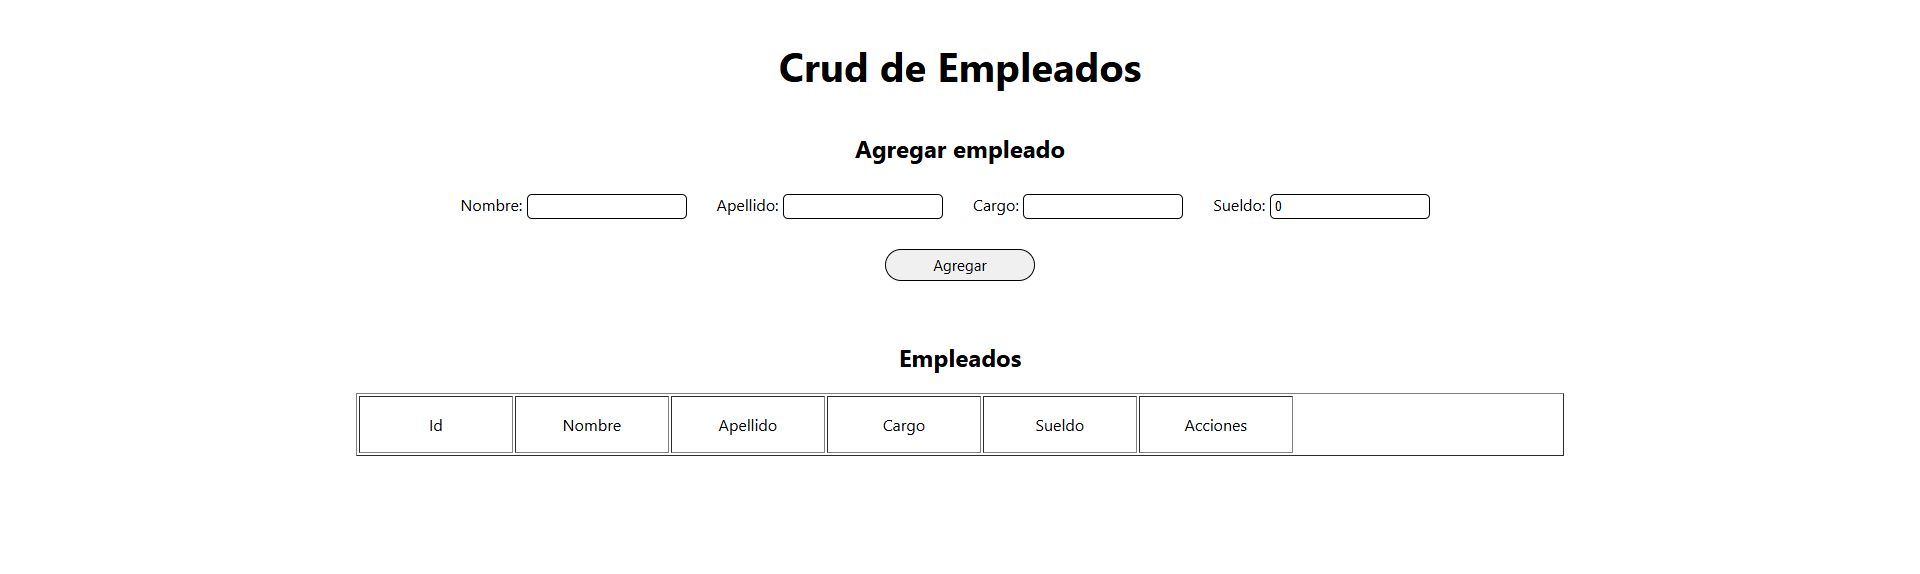 Crud de Empleados
Agregar empleado
Nombre: Apellido: Cargo: Sueldo: 0
Agregar
Empleados
Id Nombre Apellido Cargo Sueldo Acciones